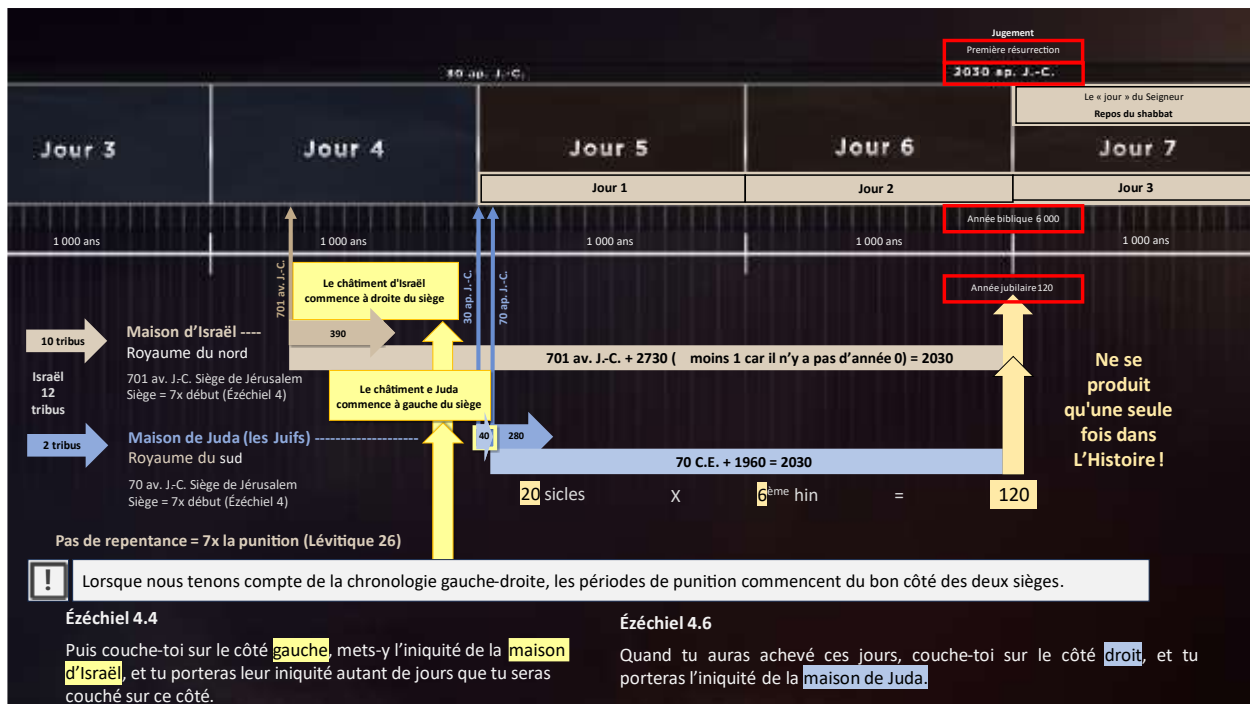 Jugement
Première résurrection
30 ap. J.-C.
2030 ap. J.-C.
Le « jour » du Seigneur
Repos du shabbat
Jour 3
Jour 4
Jour 5
Jour 6
Jour 7
Jour 1
Jour 2
Jour 3
Année biblique 6 000
1 000 ans
1 000 ans
1 000 ans
1 000 ans
1 000 ans
701 av. J.-C.
30 ap. J.-C.
70 ap. J.-C.
Le châtiment d'Israël
commence à droite du siège
Année jubilaire 120
10 tribus
Israël
12
tribus
2 tribus
Maison d’Israël ----
Royaume du nord
701 av. J.-C. Siège de Jérusalem
Siège = 7x début (Ézéchiel 4)
390
701 av. J.-C. + 2730 ( moins 1 car il n’y a pas d’année 0) = 2030
Le châtiment e Juda
commence à gauche du siège
Ne se
produit
qu'une seule
fois dans
L’Histoire !
Maison de Juda (les Juifs) -------------------
Royaume du sud
70 av. J.-C. Siège de Jérusalem
Siège = 7x début (Ézéchiel 4)
40
280
70 C.E. + 1960 = 2030
20 sicles X 6ème hin = 120
Pas de repentance = 7x la punition (Lévitique 26)
!
Lorsque nous tenons compte de la chronologie gauche-droite, les périodes de punition commencent du bon côté des deux sièges.
Ézéchiel 4.4
Puis couche-toi sur le côté gauche, mets-y l’iniquité de la maison
d’Israël, et tu porteras leur iniquité autant de jours que tu seras
couché sur ce côté.
Ézéchiel 4.6
Quand tu auras achevé ces jours, couche-toi sur le côté droit, et tu
porteras l’iniquité de la maison de Juda.